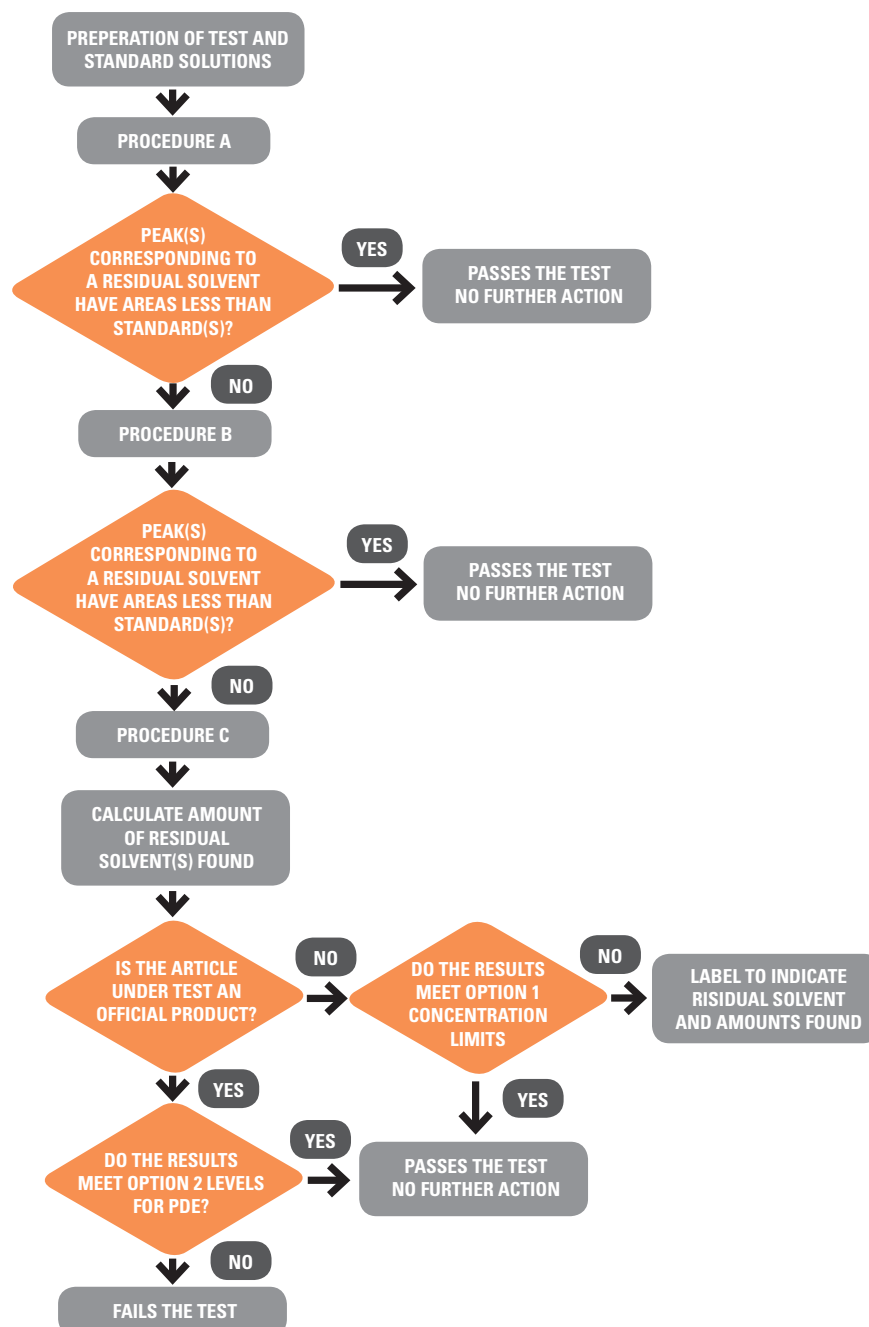 PREPERATION OF TEST AND
STANDARD SOLUTIONS
PROCEDURE A
PEAK(S)
CORRESPONDING TO
A RESIDUAL SOLVENT
HAVE AREAS LESS THAN
STANDARD(S)?
YES
PASSES THE TEST
NO FURTHER ACTION
NO
PROCEDURE B
PEAK(S)
CORRESPONDING TO
A RESIDUAL SOLVENT
HAVE AREAS LESS THAN
STANDARD(S)?
YES
PASSES THE TEST
NO FURTHER ACTION
NO
PROCEDURE C
CALCULATE AMOUNT
OF RESIDUAL
SOLVENT(S) FOUND
IS THE ARTICLE
UNDER TEST AN
OFFICIAL PRODUCT?
NO
DO THE RESULTS
MEET OPTION 1
CONCENTRATION
LIMITS
NO
LABEL TO INDICATE
RISIDUAL SOLVENT
AND AMOUNTS FOUND
YES
YES
DO THE RESULTS
MEET OPTION 2 LEVELS
FOR PDE?
YES
PASSES THE TEST
NO FURTHER ACTION
NO
FAILS THE TEST